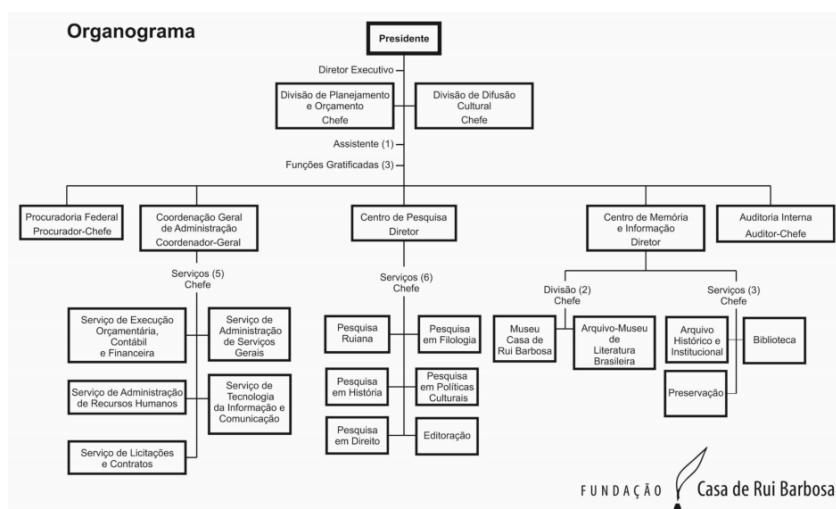 Organograma
Presidente
Diretor Executivo
Divisão de Planejamento
e Orçamento
Chefe
Divisão de Difusão
Cultural
Chefe
Assistente (1)
Funções Gratificadas (3)
Procuradoria Federal
Procurador-Chefe
Coordenação Geral
de Administração
Coordenador-Geral
Centro de Pesquisa
Diretor
Centro de Memória
e Informação
Diretor
Auditoria Interna
Auditor-Chefe
Serviços (5)
Chefe
Serviço de Execução
Orçamentária,
Contábil
e Financeira
Serviço de
Administração
de Serviços
Gerais
Serviço de Administração
de Recursos Humanos
Serviço de
Tecnologia
da Informação e
Comunicação
Serviço de Licitações
e Contratos
Serviços (6)
Chefe
Pesquisa
Ruiana
Pesquisa
em Filologia
Pesquisa
em História
Pesquisa
em Políticas
Culturais
Pesquisa
em Direito
Editoração
Divisão (2)
Chefe
Museu
Casa de
Rui Barbosa
Arquivo-Museu
de
Literatura
Brasileira
Serviços (3)
Chefe
Arquivo
Histórico e
Institucional
Biblioteca
Preservação
FUNDAÇÃO Casa de Rui Barbosa